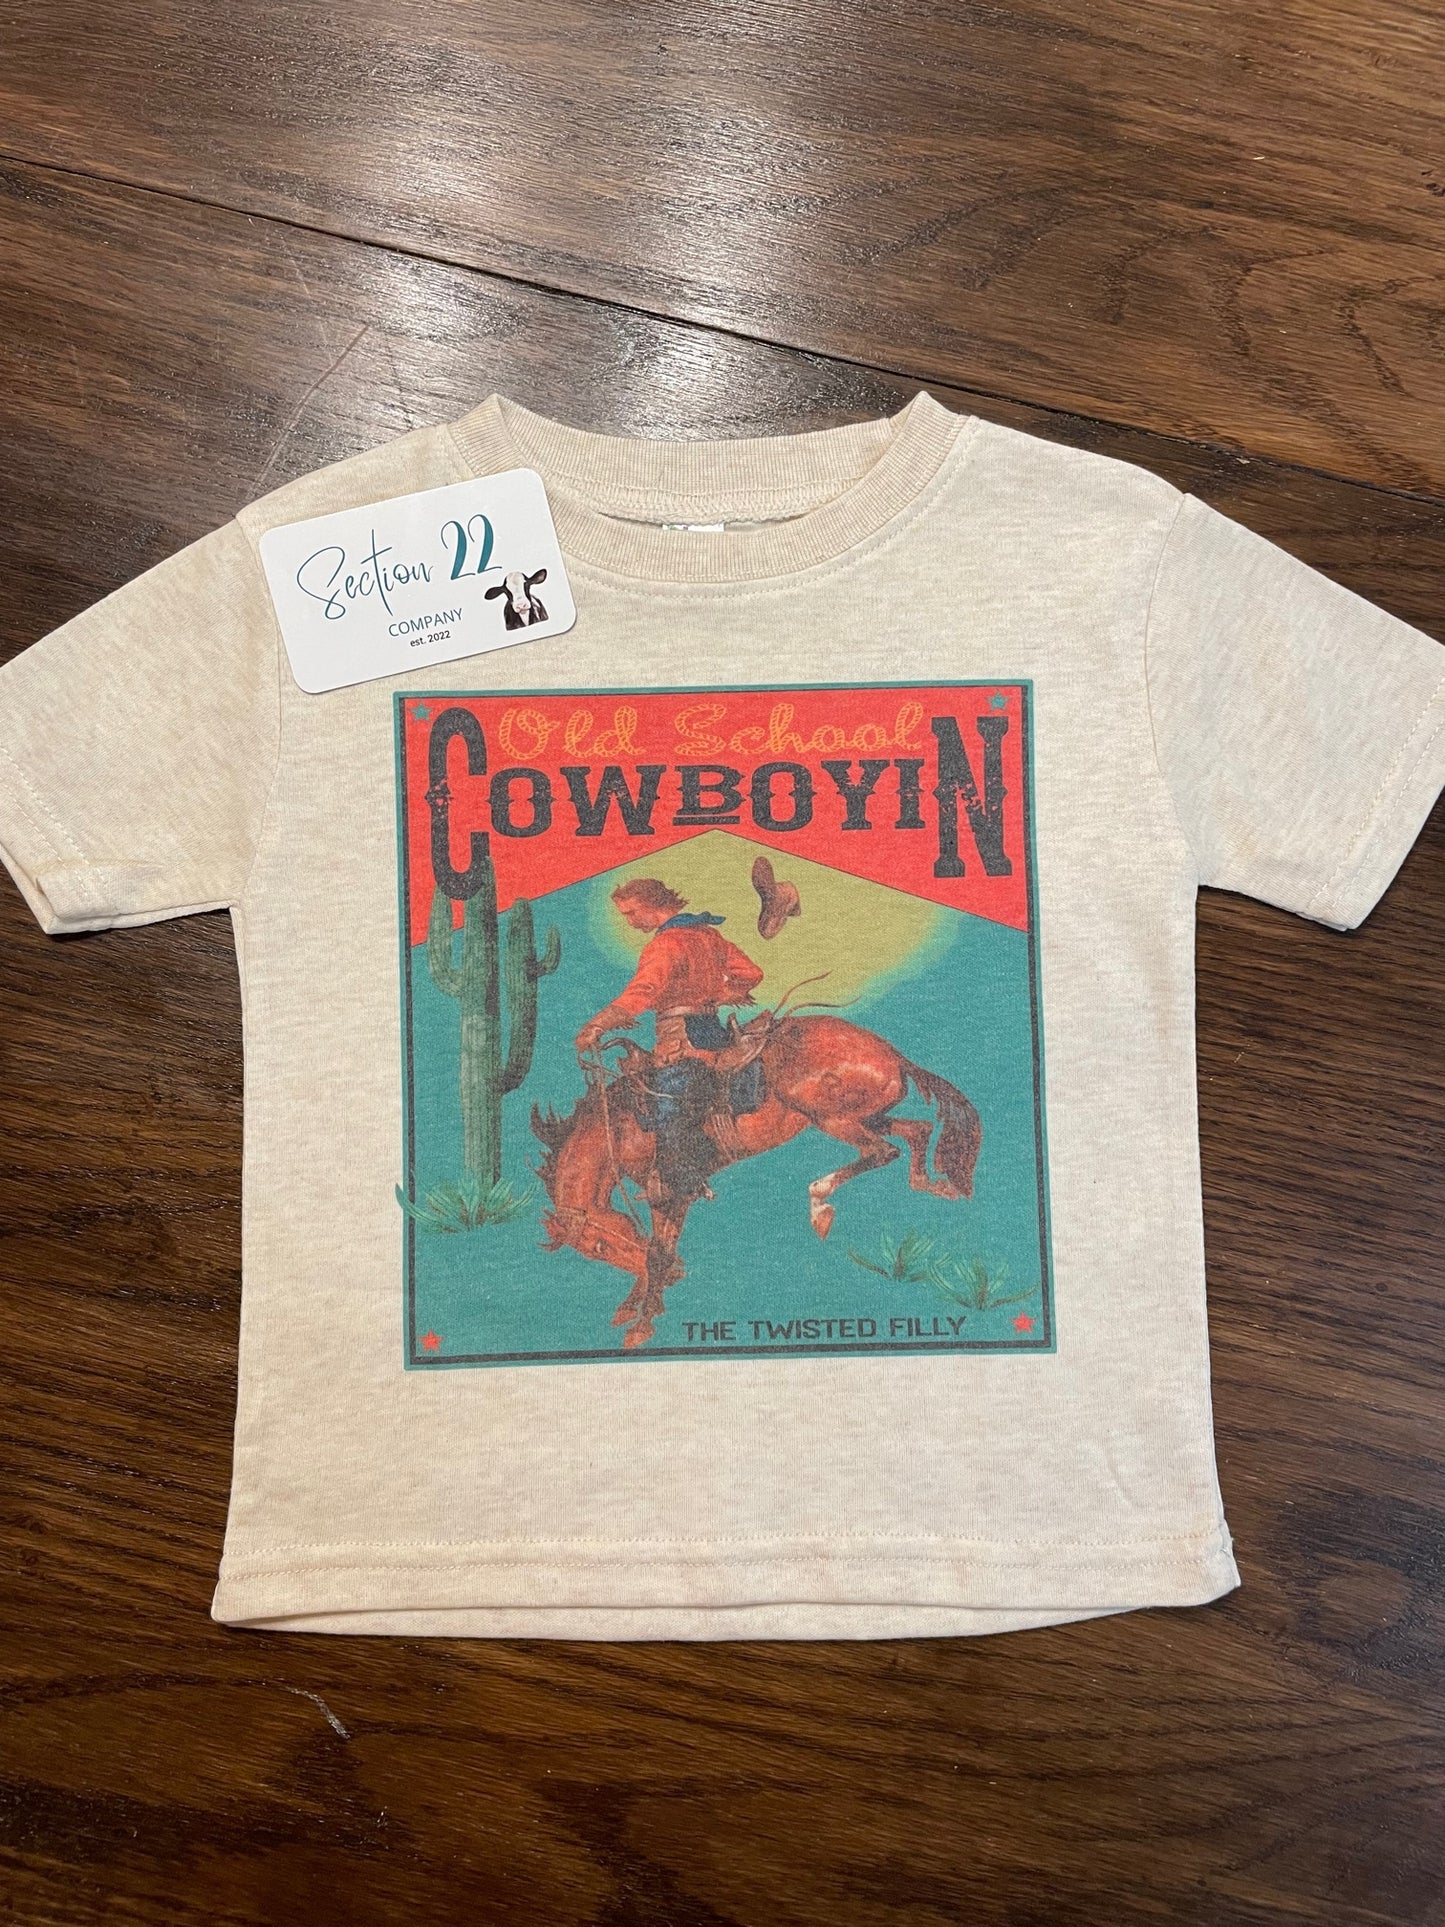 Section 22
COMPANY
est. 2022
Old School
COWBOYIN
THE TWISTED FILLY